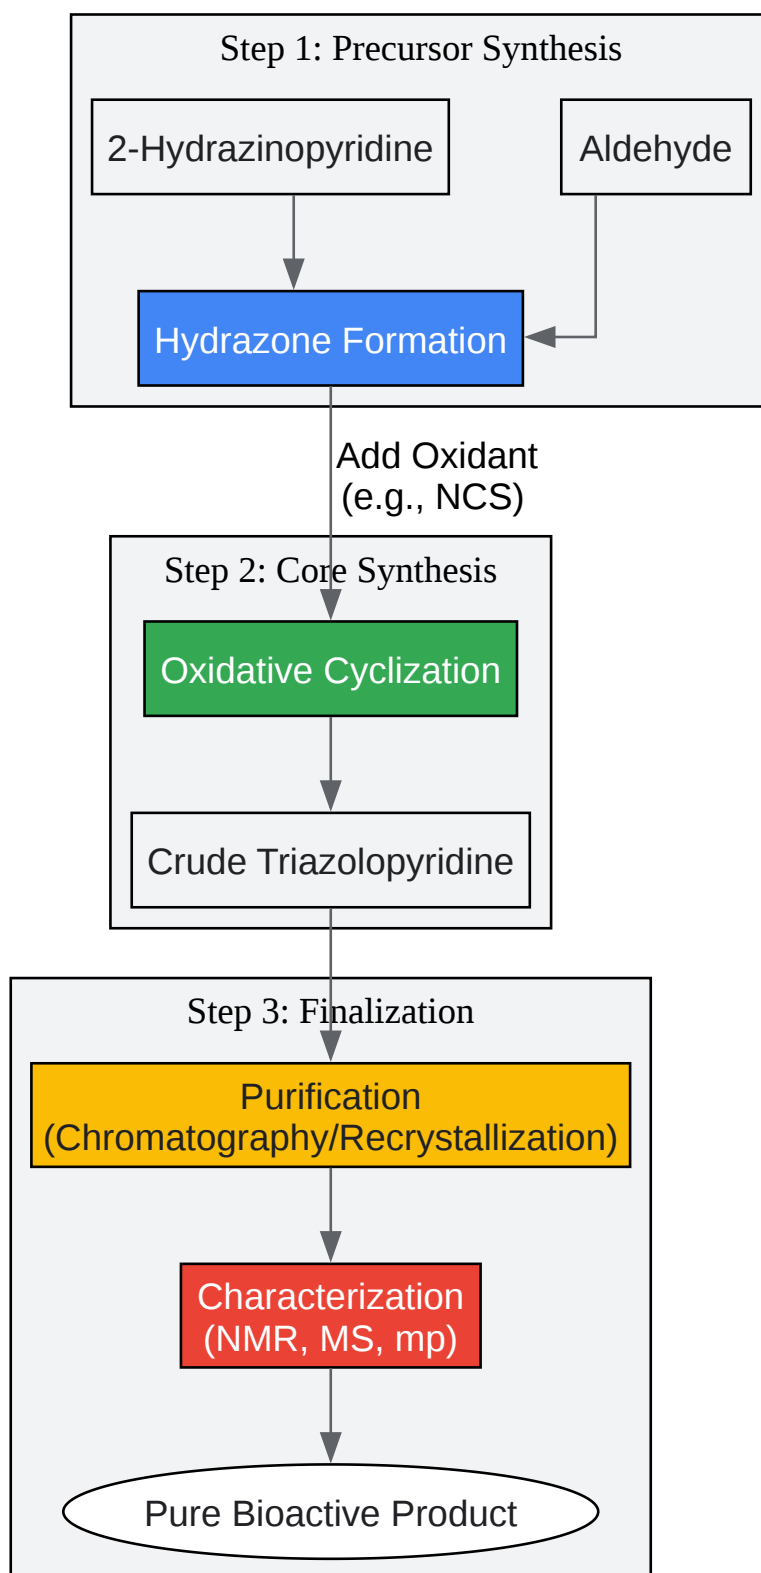 Step 1: Precursor Synthesis
2-Hydrazinopyridine
Aldehyde
Hydrazone Formation
Add Oxidant
(e.g., NCS)
Step 2: Core Synthesis
Oxidative Cyclization
Crude Triazolopyridine
Step 3: Finalization
Purification
(Chromatography/Recrystallization)
Characterization
(NMR, MS, mp)
Pure Bioactive Product